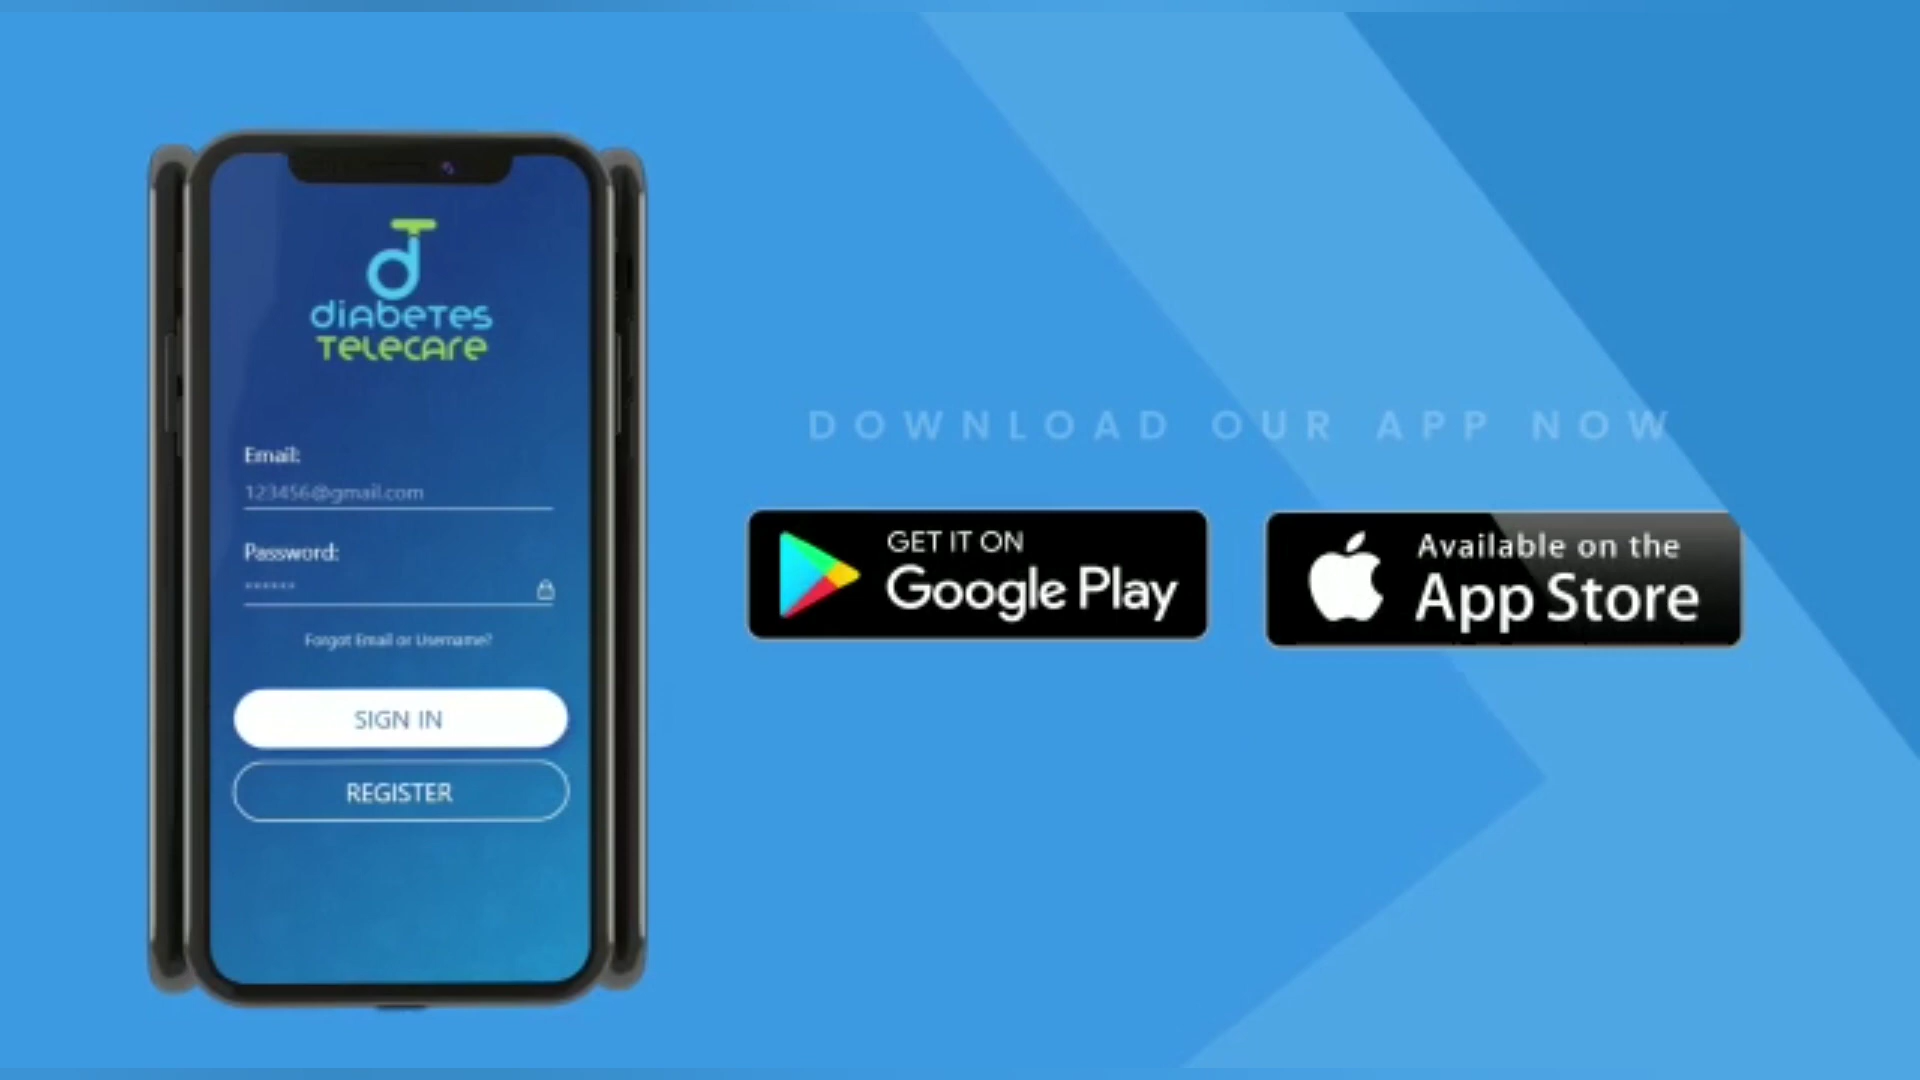 diabetes
Telecare
Email:
123456@gmail.com
Password:
******
Forgot Email or Username?
SIGN IN
REGISTER
DOWNLOAD OUR APP NOW
GET IT ON
Google Play
Available on the
App Store